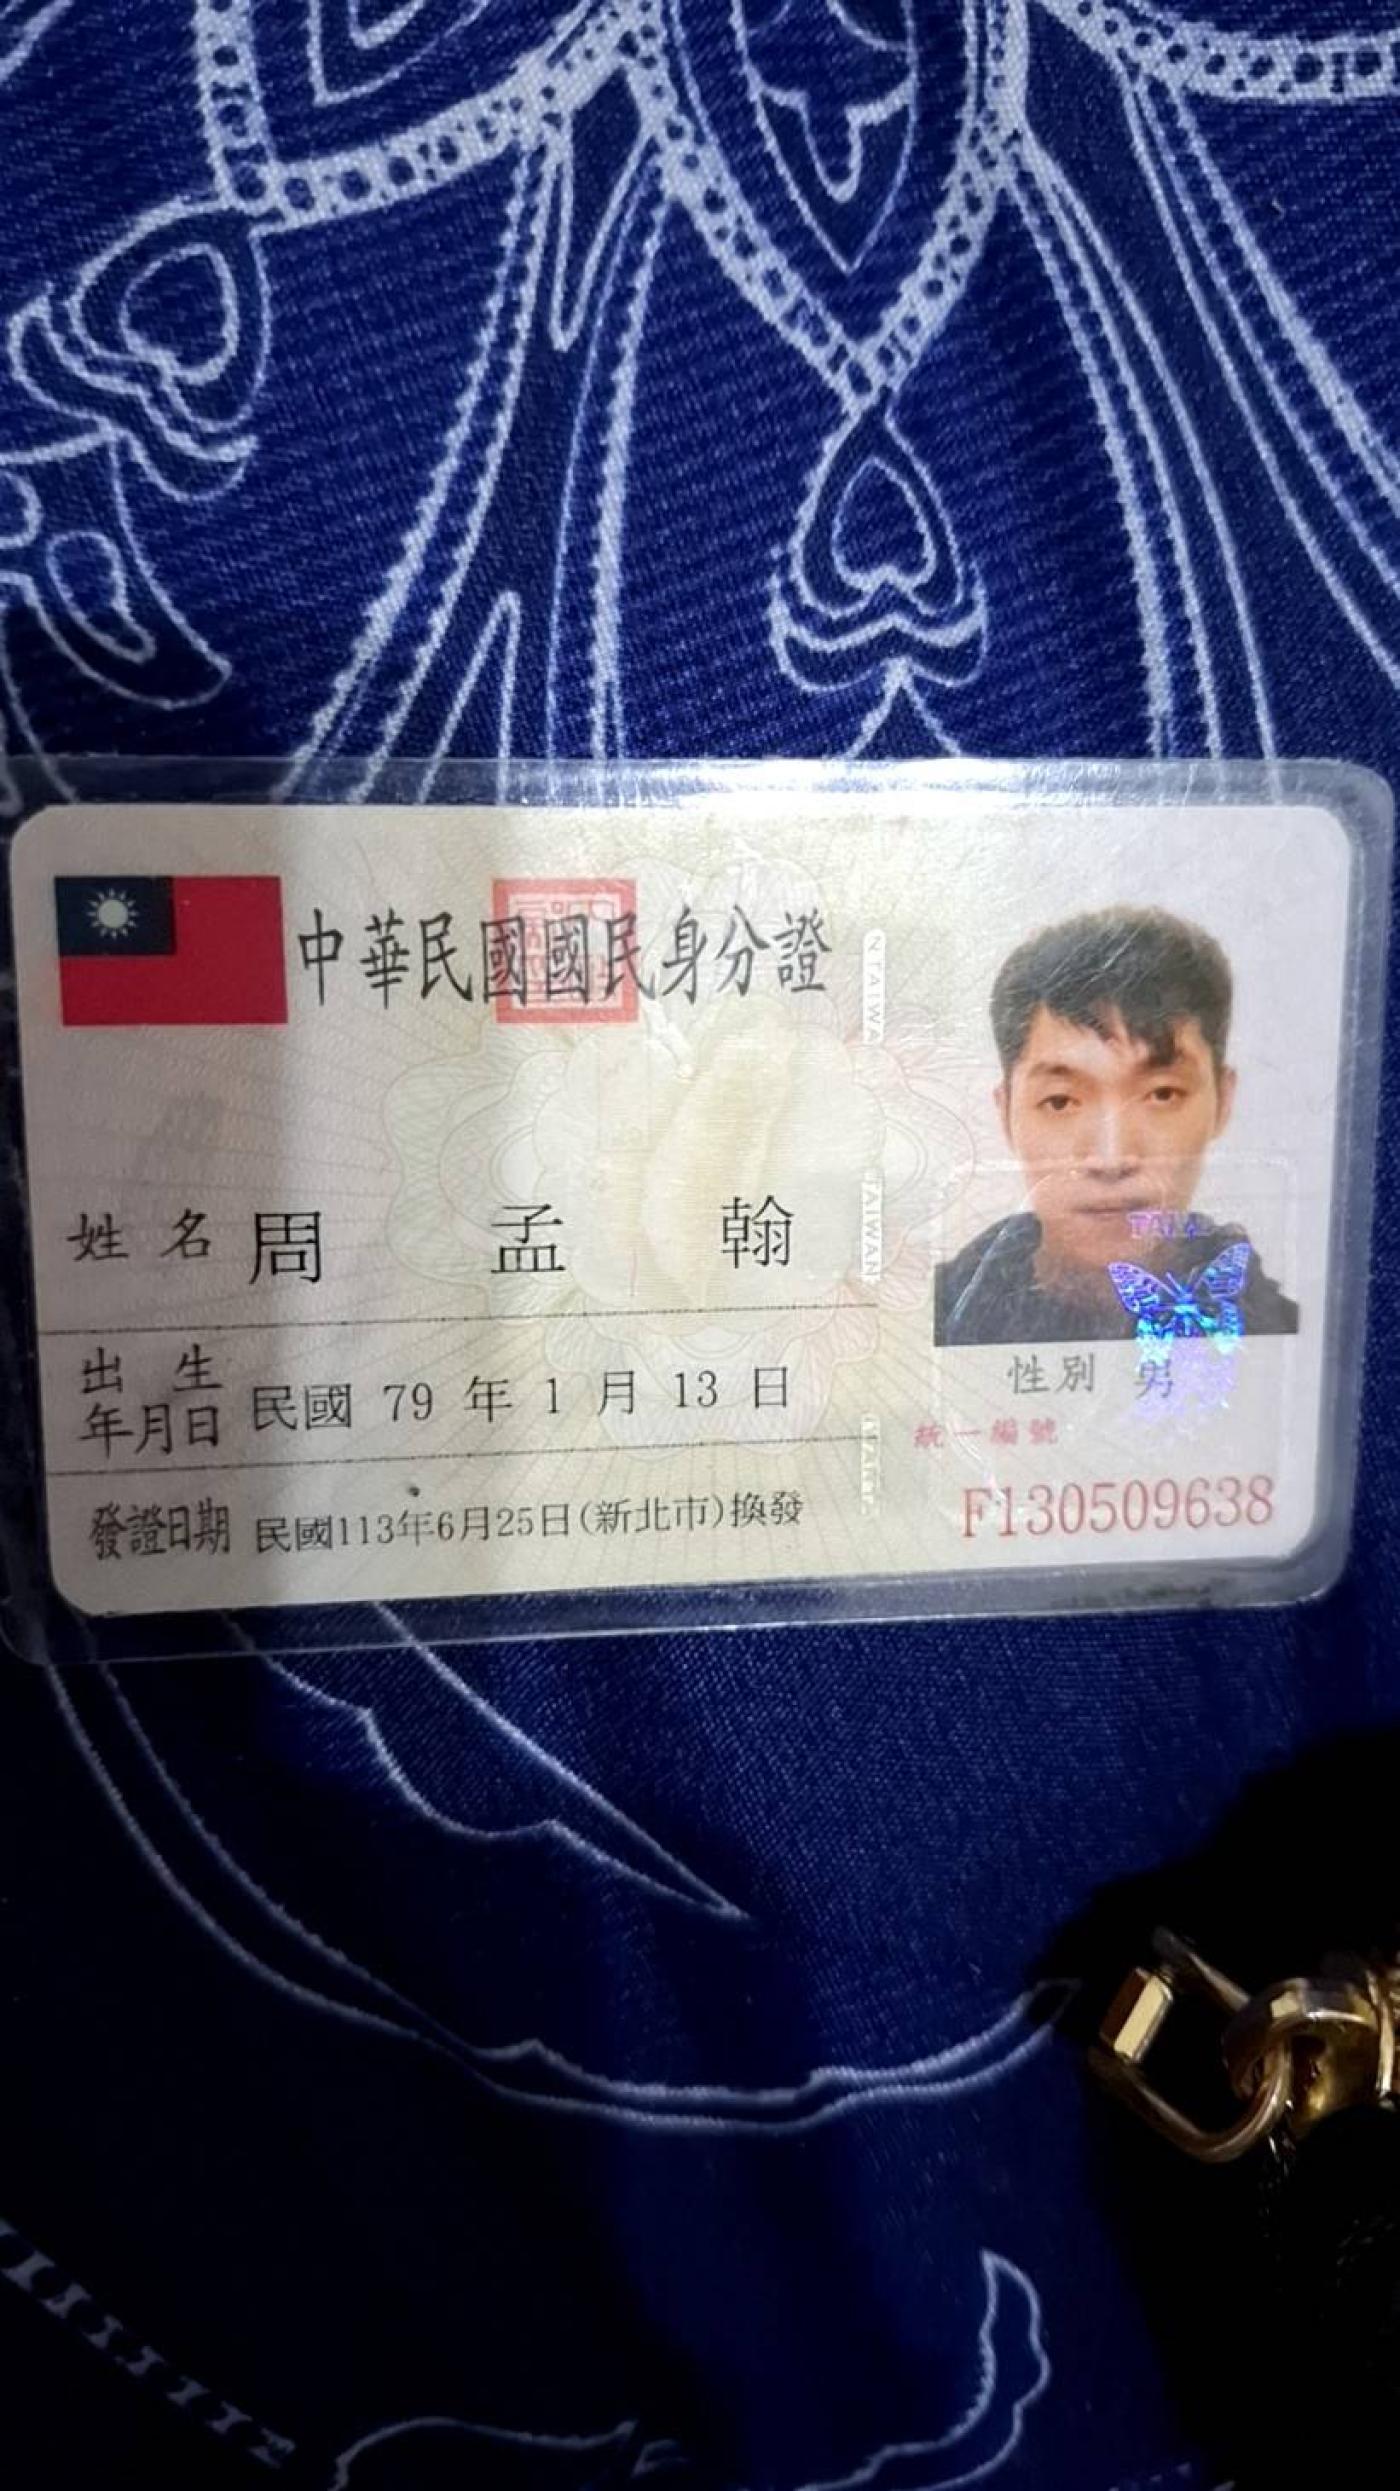 中華民國國民身分證
姓名 周孟翰
出生年月日 民國 79 年 1 月 13 日
發證日期 民國113年6月25日(新北市)換發
性別 男
統一編號
F130509638
TAIWAN